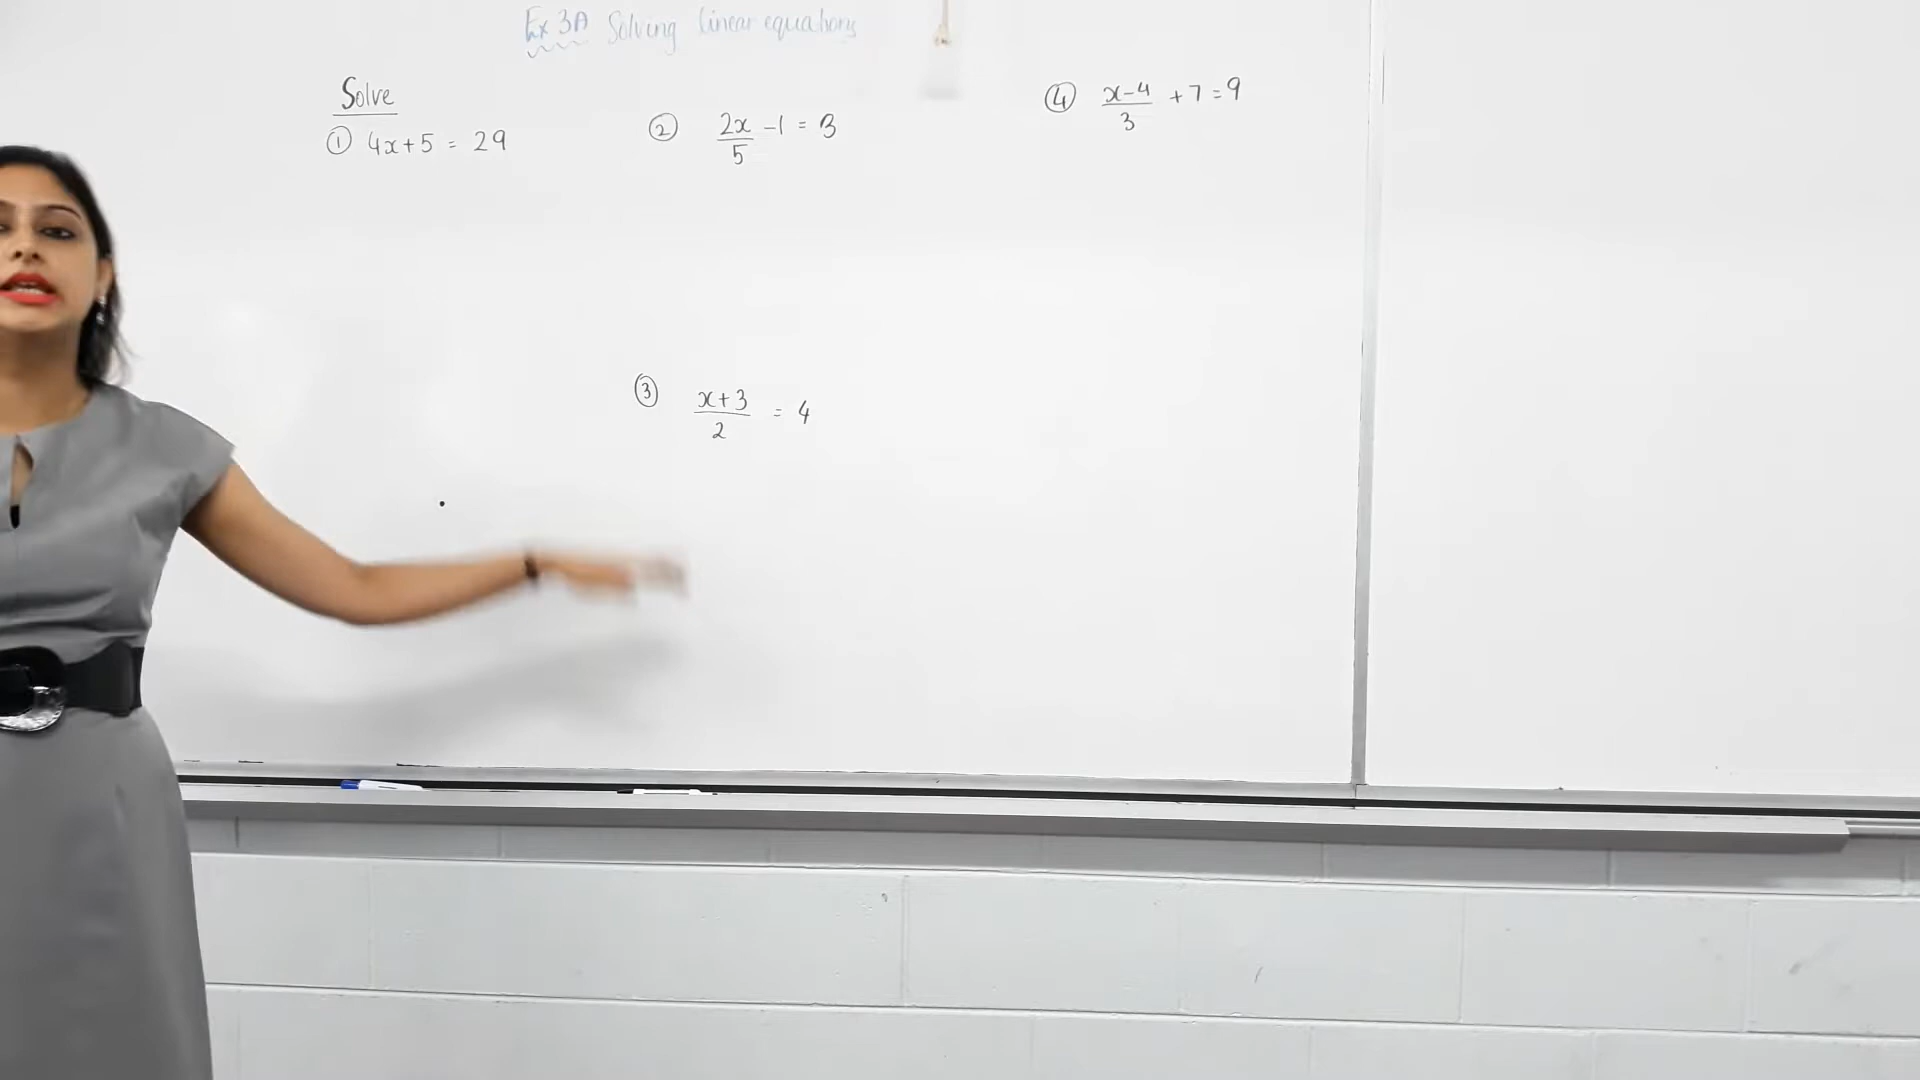 Ex 3A Solving linear equations
Solve
① 4x+5 = 29
② 2x/5 -1 = 3
③ x+3/2 = 4
④ x-4/3 +7=9